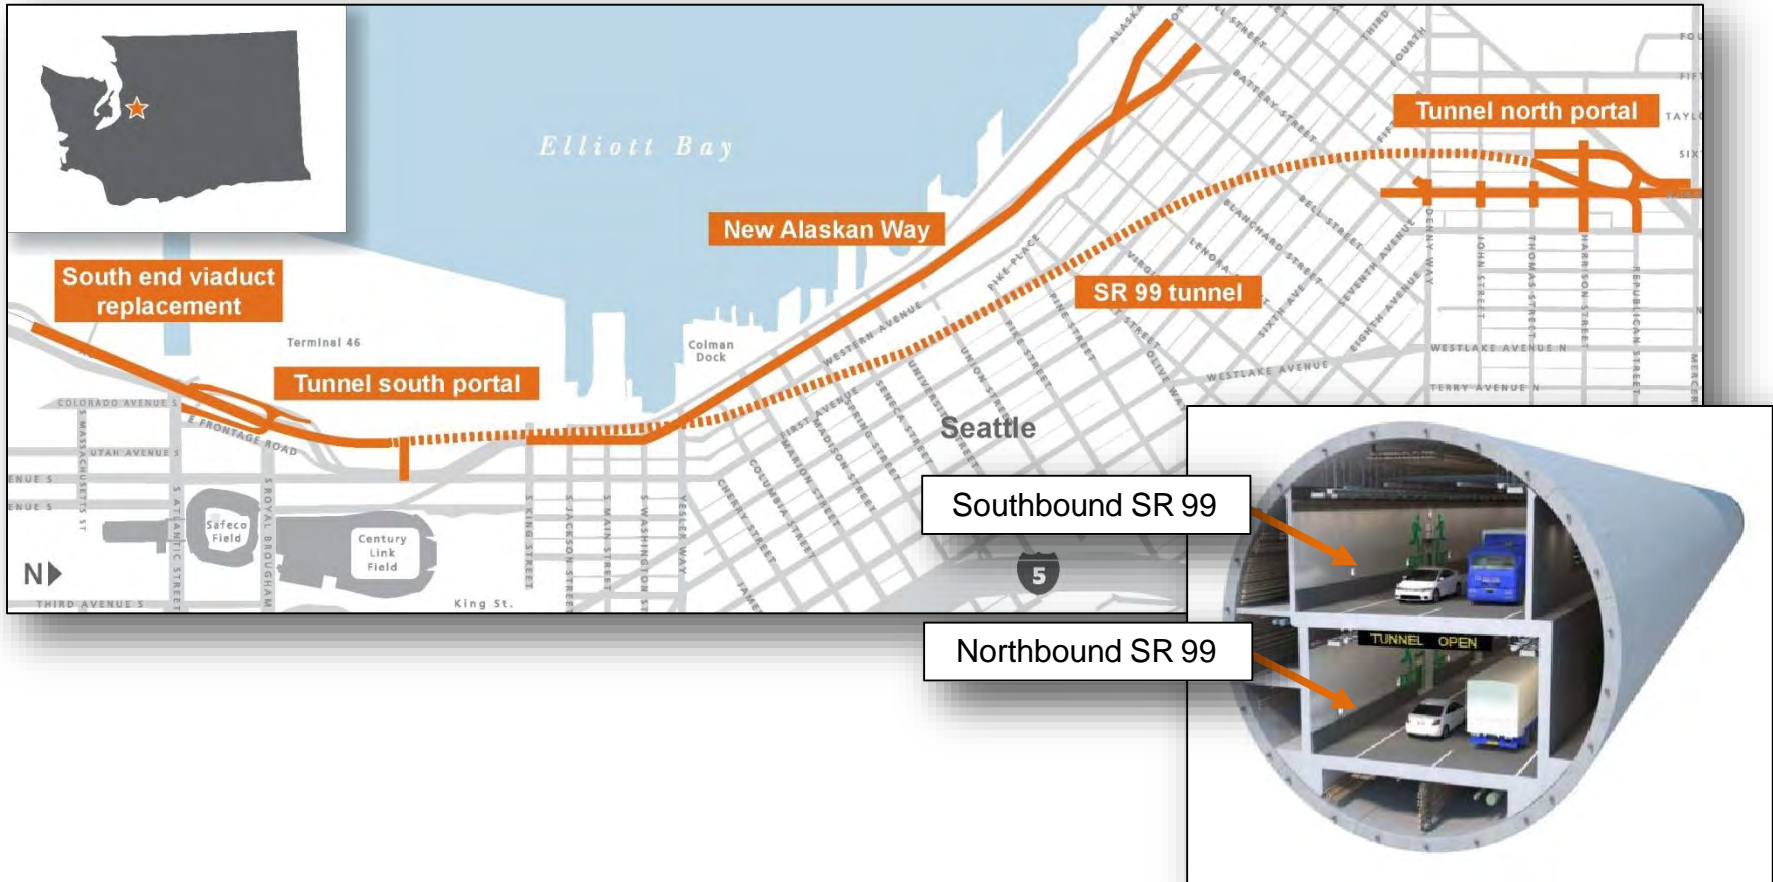 Elliott Bay
South end viaduct
replacement
Terminal 46
Tunnel south portal
New Alaskan Way
Colman
Dock
SR 99 tunnel
Tunnel north portal
Seattle
COLORADO AVENUE S
E FRONTAGE ROAD
UTAH AVENUE S
S MASSACHUSETTS ST
S ATLANTIC STREET
S ROYAL BROUGHAM
Safeco
Field
Century
Link
Field
N
THIRD AVENUE S
King St.
S KING STREET
S JACKSON STREET
S MAIN STREET
S WASHINGTON ST
YESLER WAY
CHERRY STREET
COLUMBIA STREET
MARION STREET
MADISON STREET
SPRING STREET
SENECA STREET
UNIVERSITY STREET
UNION STREET
PIKE STREET
PINE STREET
OLIVE WAY
FIRST AVENUE
WESTERN AVENUE
PIKE PLACE
BLANCHARD STREET
BELL STREET
BATTERY STREET
SIXTH AVE
SEVENTH AVENUE
EIGHTH AVENUE
WESTLAKE AVENUE
DENNY WAY
JOHN STREET
THOMAS STREET
HARRISON STREET
REPUBLICAN STREET
MERCER
WESTLAKE AVENUE N
TERRY AVENUE N
5
Southbound SR 99
Northbound SR 99
TUNNEL OPEN